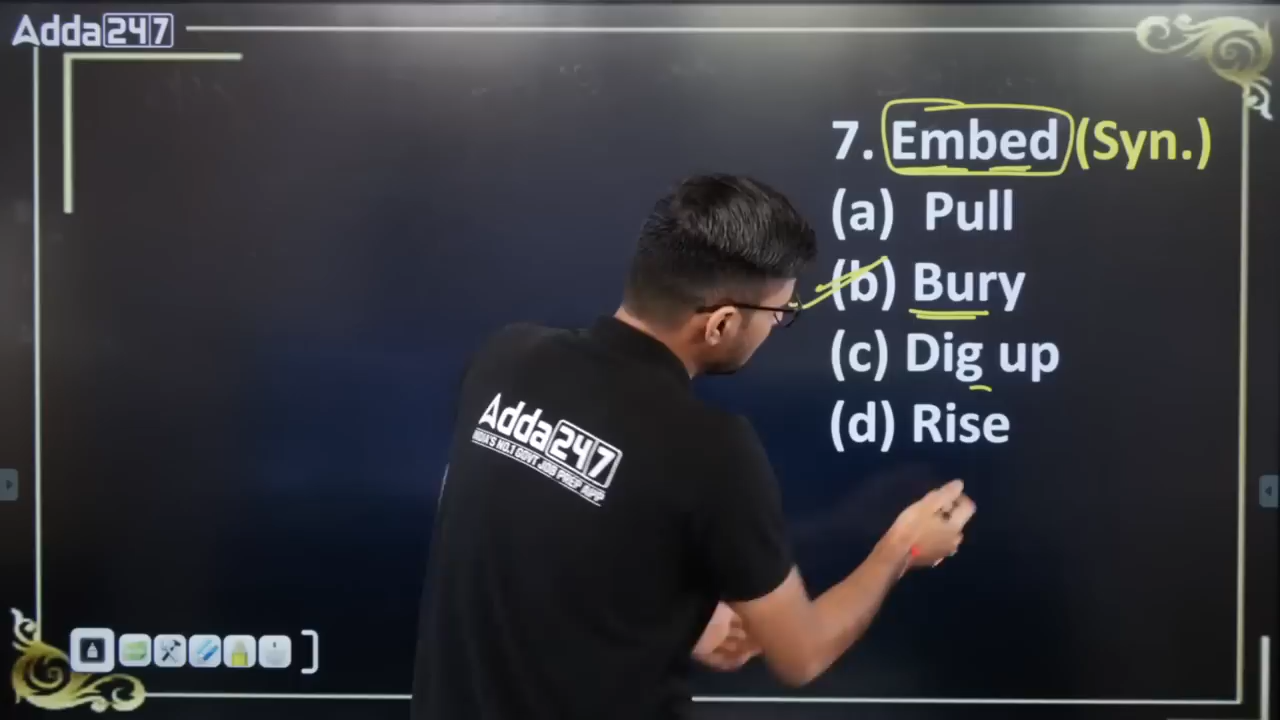 Adda247
7. Embed (Syn.)
(a) Pull
(b) Bury
(c) Dig up
(d) Rise
Adda247
INDIA'S NO.1 GOVT JOB PREP APP